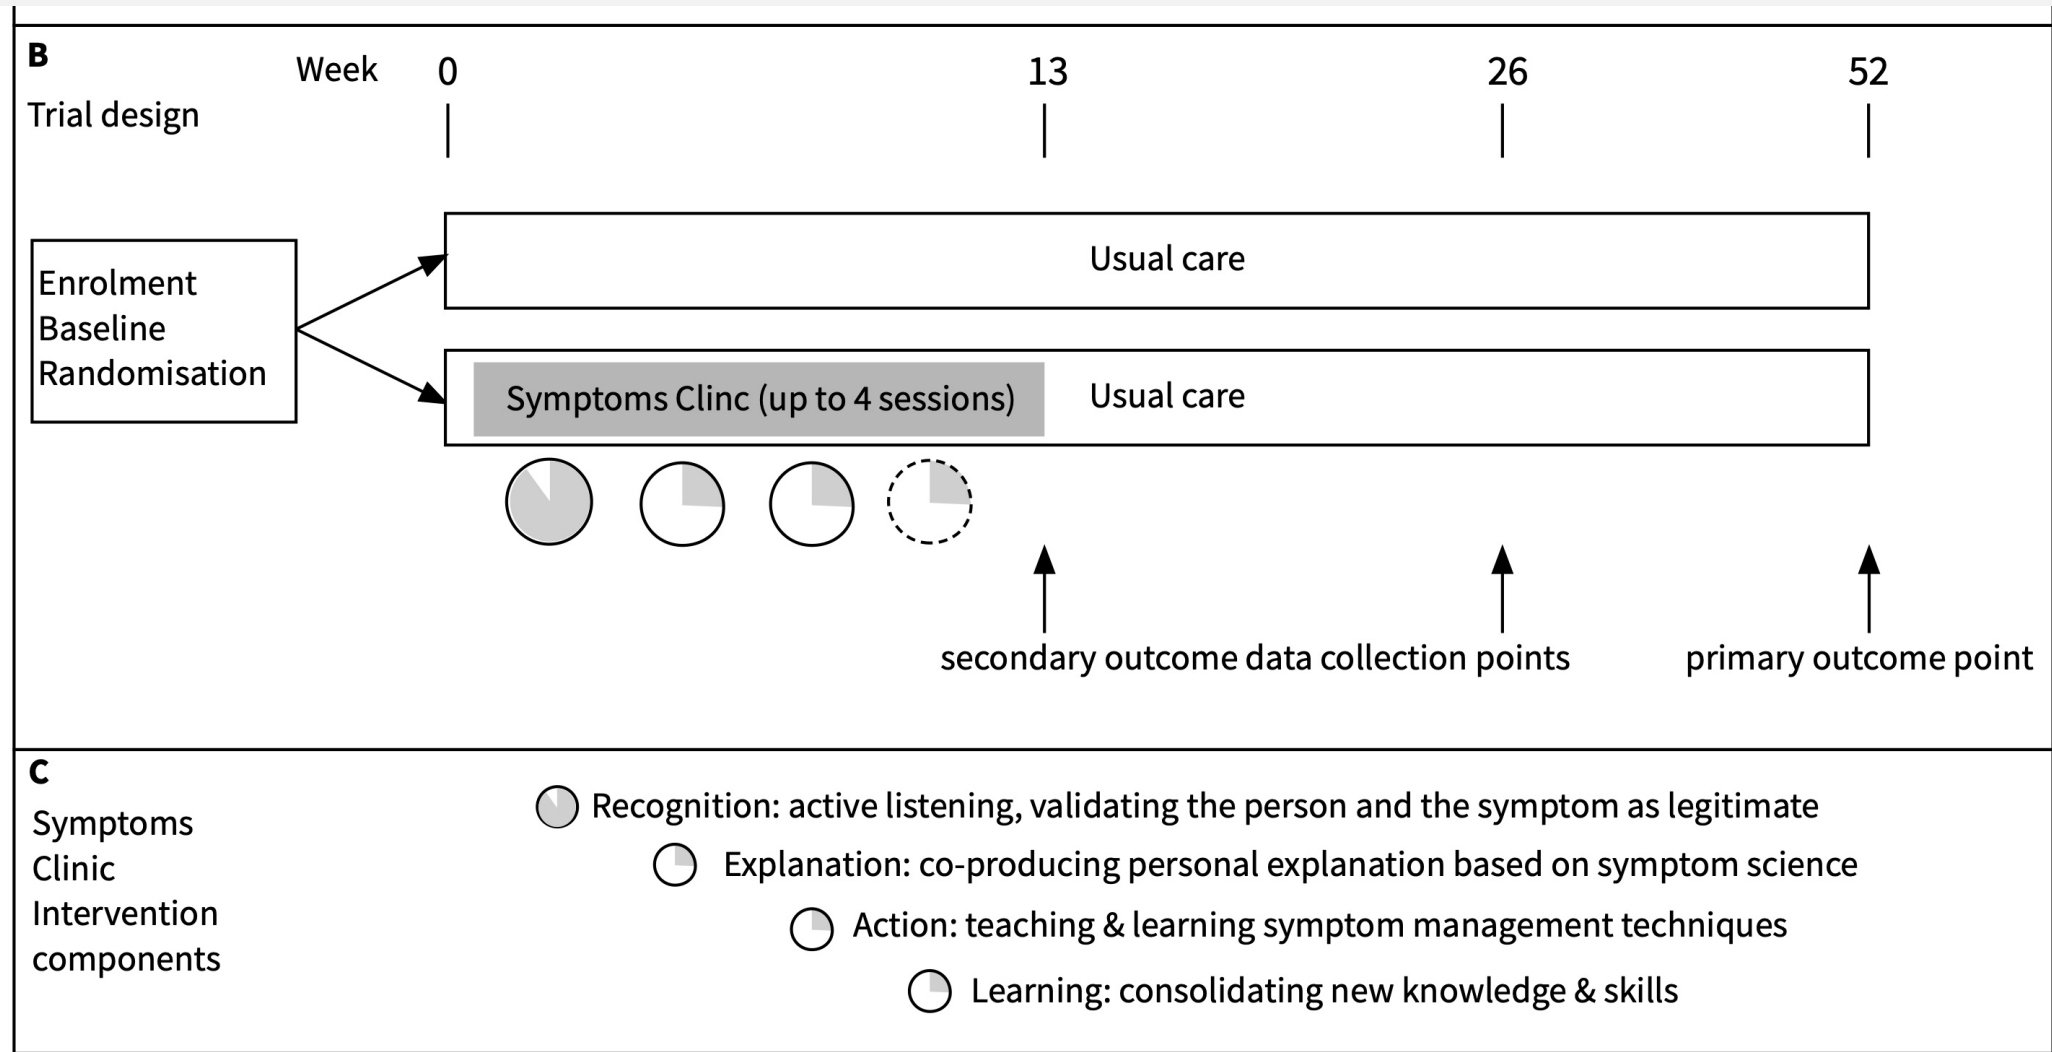 B
Week 0 13 26 52
Trial design
Usual care
Enrolment
Baseline
Randomisation
Symptoms Clinc (up to 4 sessions) Usual care
secondary outcome data collection points primary outcome point
C
Symptoms
Clinic
Intervention
components
Recognition: active listening, validating the person and the symptom as legitimate
Explanation: co-producing personal explanation based on symptom science
Action: teaching & learning symptom management techniques
Learning: consolidating new knowledge & skills